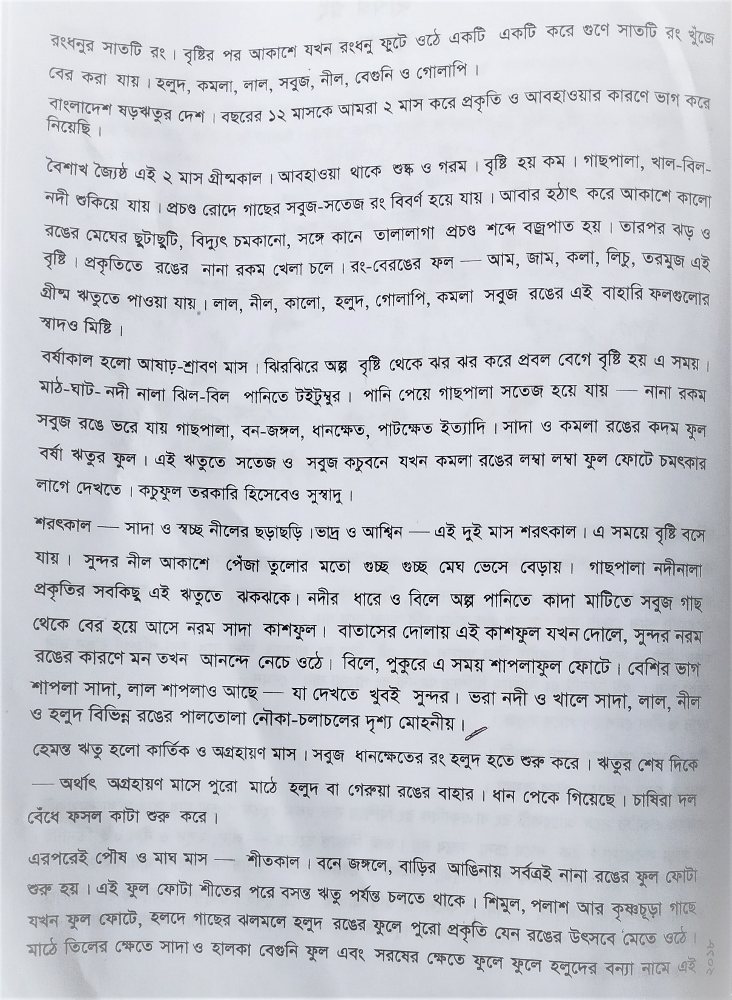 রংধনুর সাতটি রং । বৃষ্টির পর আকাশে যখন রংধনু ফুটে ওঠে একটি একটি করে গুণে সাতটি রং খুঁজে
বের করা যায় । হলুদ, কমলা, লাল, সবুজ, নীল, বেগুনি ও গোলাপি ।
বাংলাদেশ ষড়ঋতুর দেশ । বছরের ১২ মাসকে আমরা ২ মাস করে প্রকৃতি ও আবহাওয়ার কারণে ভাগ করে
নিয়েছি ।
বৈশাখ জ্যৈষ্ঠ এই ২ মাস গ্রীষ্মকাল । আবহাওয়া থাকে শুষ্ক ও গরম । বৃষ্টি হয় কম । গাছপালা, খাল-বিল-
নদী শুকিয়ে যায় । প্রচণ্ড রোদে গাছের সবুজ-সতেজ রং বিবর্ণ হয়ে যায় । আবার হঠাৎ করে আকাশে কালো
রঙের মেঘের ছুটাছুটি, বিদ্যুৎ চমকানো, সঙ্গে কানে তালালাগা প্রচণ্ড শব্দে বজ্রপাত হয় । তারপর ঝড় ও
বৃষ্টি । প্রকৃতিতে রঙের নানা রকম খেলা চলে । রং-বেরঙের ফল — আম, জাম, কলা, লিচু, তরমুজ এই
গ্রীষ্ম ঋতুতে পাওয়া যায় । লাল, নীল, কালো, হলুদ, গোলাপি, কমলা সবুজ রঙের এই বাহারি ফলগুলোর
স্বাদও মিষ্টি ।
বর্ষাকাল হলো আষাঢ়-শ্রাবণ মাস । ঝিরঝিরে অল্প বৃষ্টি থেকে ঝর ঝর করে প্রবল বেগে বৃষ্টি হয় এ সময় ।
মাঠ-ঘাট- নদী নালা ঝিল-বিল পানিতে টইটুম্বুর । পানি পেয়ে গাছপালা সতেজ হয়ে যায় — নানা রকম
সবুজ রঙে ভরে যায় গাছপালা, বন-জঙ্গল, ধানক্ষেত, পাটক্ষেত ইত্যাদি । সাদা ও কমলা রঙের কদম ফুল
বর্ষা ঋতুর ফুল । এই ঋতুতে সতেজ ও সবুজ কচুবনে যখন কমলা রঙের লম্বা লম্বা ফুল ফোটে চমৎকার
লাগে দেখতে । কচুফুল তরকারি হিসেবেও সুস্বাদু ।
শরৎকাল — সাদা ও স্বচ্ছ নীলের ছড়াছড়ি ।ভাদ্র ও আশ্বিন — এই দুই মাস শরৎকাল । এ সময়ে বৃষ্টি বসে
যায় । সুন্দর নীল আকাশে পেঁজা তুলোর মতো গুচ্ছ গুচ্ছ মেঘ ভেসে বেড়ায় । গাছপালা নদীনালা
প্রকৃতির সবকিছু এই ঋতুতে ঝকঝকে । নদীর ধারে ও বিলে অল্প পানিতে কাদা মাটিতে সবুজ গাছ
থেকে বের হয়ে আসে নরম সাদা কাশফুল । বাতাসের দোলায় এই কাশফুল যখন দোলে, সুন্দর নরম
রঙের কারণে মন তখন আনন্দে নেচে ওঠে । বিলে, পুকুরে এ সময় শাপলাফুল ফোটে । বেশির ভাগ
শাপলা সাদা, লাল শাপলাও আছে — যা দেখতে খুবই সুন্দর । ভরা নদী ও খালে সাদা, লাল, নীল
ও হলুদ বিভিন্ন রঙের পালতোলা নৌকা-চলাচলের দৃশ্য মোহনীয় ।
হেমন্ত ঋতু হলো কার্তিক ও অগ্রহায়ণ মাস । সবুজ ধানক্ষেতের রং হলুদ হতে শুরু করে । ঋতুর শেষ দিকে
— অর্থাৎ অগ্রহায়ণ মাসে পুরো মাঠে হলুদ বা গেরুয়া রঙের বাহার । ধান পেকে গিয়েছে । চাষিরা দল
বেঁধে ফসল কাটা শুরু করে ।
এরপরেই পৌষ ও মাঘ মাস — শীতকাল । বনে জঙ্গলে, বাড়ির আঙিনায় সর্বত্রই নানা রঙের ফুল ফোটা
শুরু হয় । এই ফুল ফোটা শীতের পরে বসন্ত ঋতু পর্যন্ত চলতে থাকে । শিমুল, পলাশ আর কৃষ্ণচূড়া গাছে
যখন ফুল ফোটে, হলদে গাছের ঝলমলে হলুদ রঙের ফুলে পুরো প্রকৃতি যেন রঙের উৎসবে মেতে ওঠে ।
মাঠে তিলের ক্ষেতে সাদা ও হালকা বেগুনি ফুল এবং সরষের ক্ষেতে ফুলে ফুলে হলুদের বন্যা নামে এই